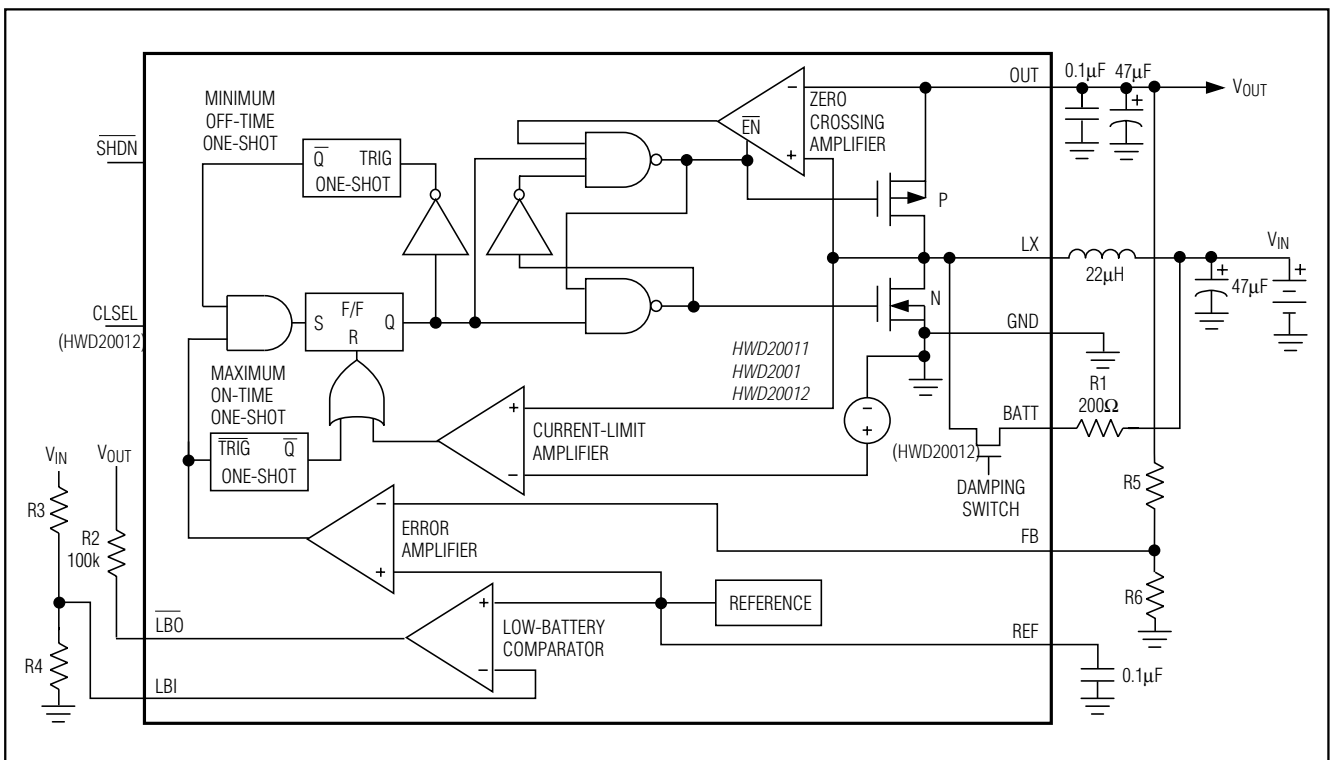 MINIMUM
OFF-TIME
ONE-SHOT
SHDN
Q TRIG
ONE-SHOT
EN
−
ZERO
CROSSING
AMPLIFIER
+
OUT
0.1µF
47µF
+
VOUT
P
LX
22µH
VIN
+
47µF
+
CLSEL
(HWD20012)
F/F
S
Q
R
N
GND
HWD20011
HWD2001
HWD20012
MAXIMUM
ON-TIME
ONE-SHOT
TRIG Q
ONE-SHOT
+
CURRENT-LIMIT
AMPLIFIER
−
−
+
(HWD20012)
BATT
R1
200Ω
DAMPING
SWITCH
VIN
VOUT
R3
R2
100k
R4
−
ERROR
AMPLIFIER
+
FB
R5
R6
REFERENCE
+
LOW-BATTERY
COMPARATOR
−
LBO
LBI
REF
0.1µF